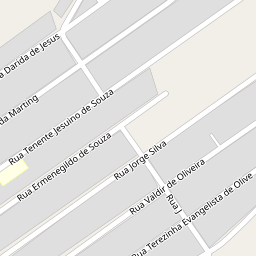 a Darida de Jesus
da Marting
Rua Tenente Jesuino de Souza
Rua Ermenegildo de Souza
Rua Jorge Silva
Rua Valdir de Oliveira
Rua J
Rua Terezinha Evangelista de Olive